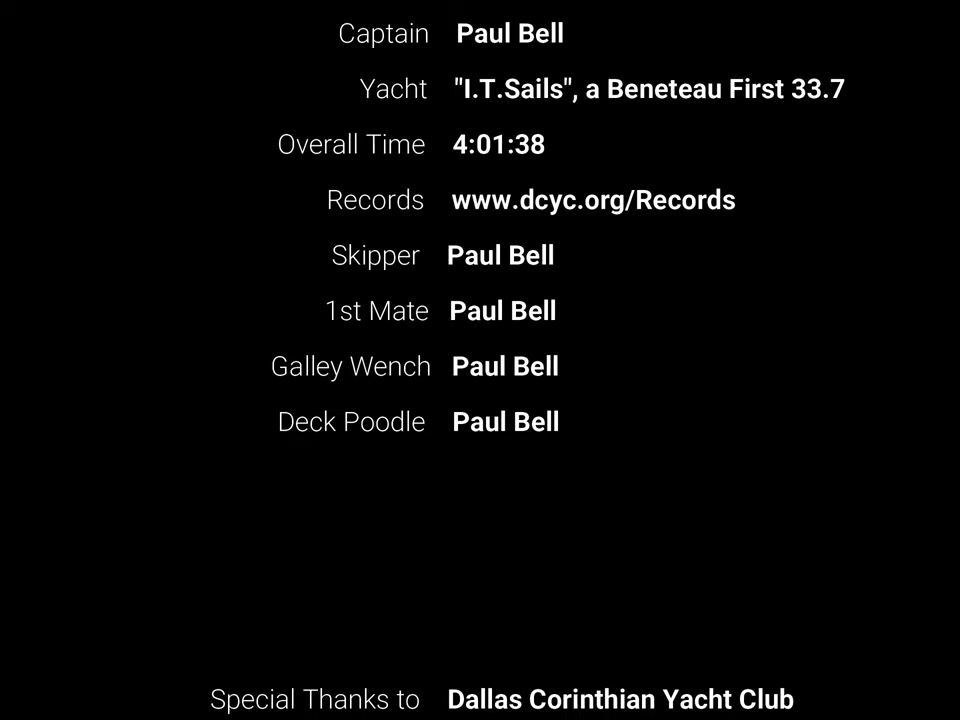 Captain Paul Bell
Yacht "I.T.Sails", a Beneteau First 33.7
Overall Time 4:01:38
Records www.dcyc.org/Records
Skipper Paul Bell
1st Mate Paul Bell
Galley Wench Paul Bell
Deck Poodle Paul Bell
Special Thanks to Dallas Corinthian Yacht Club